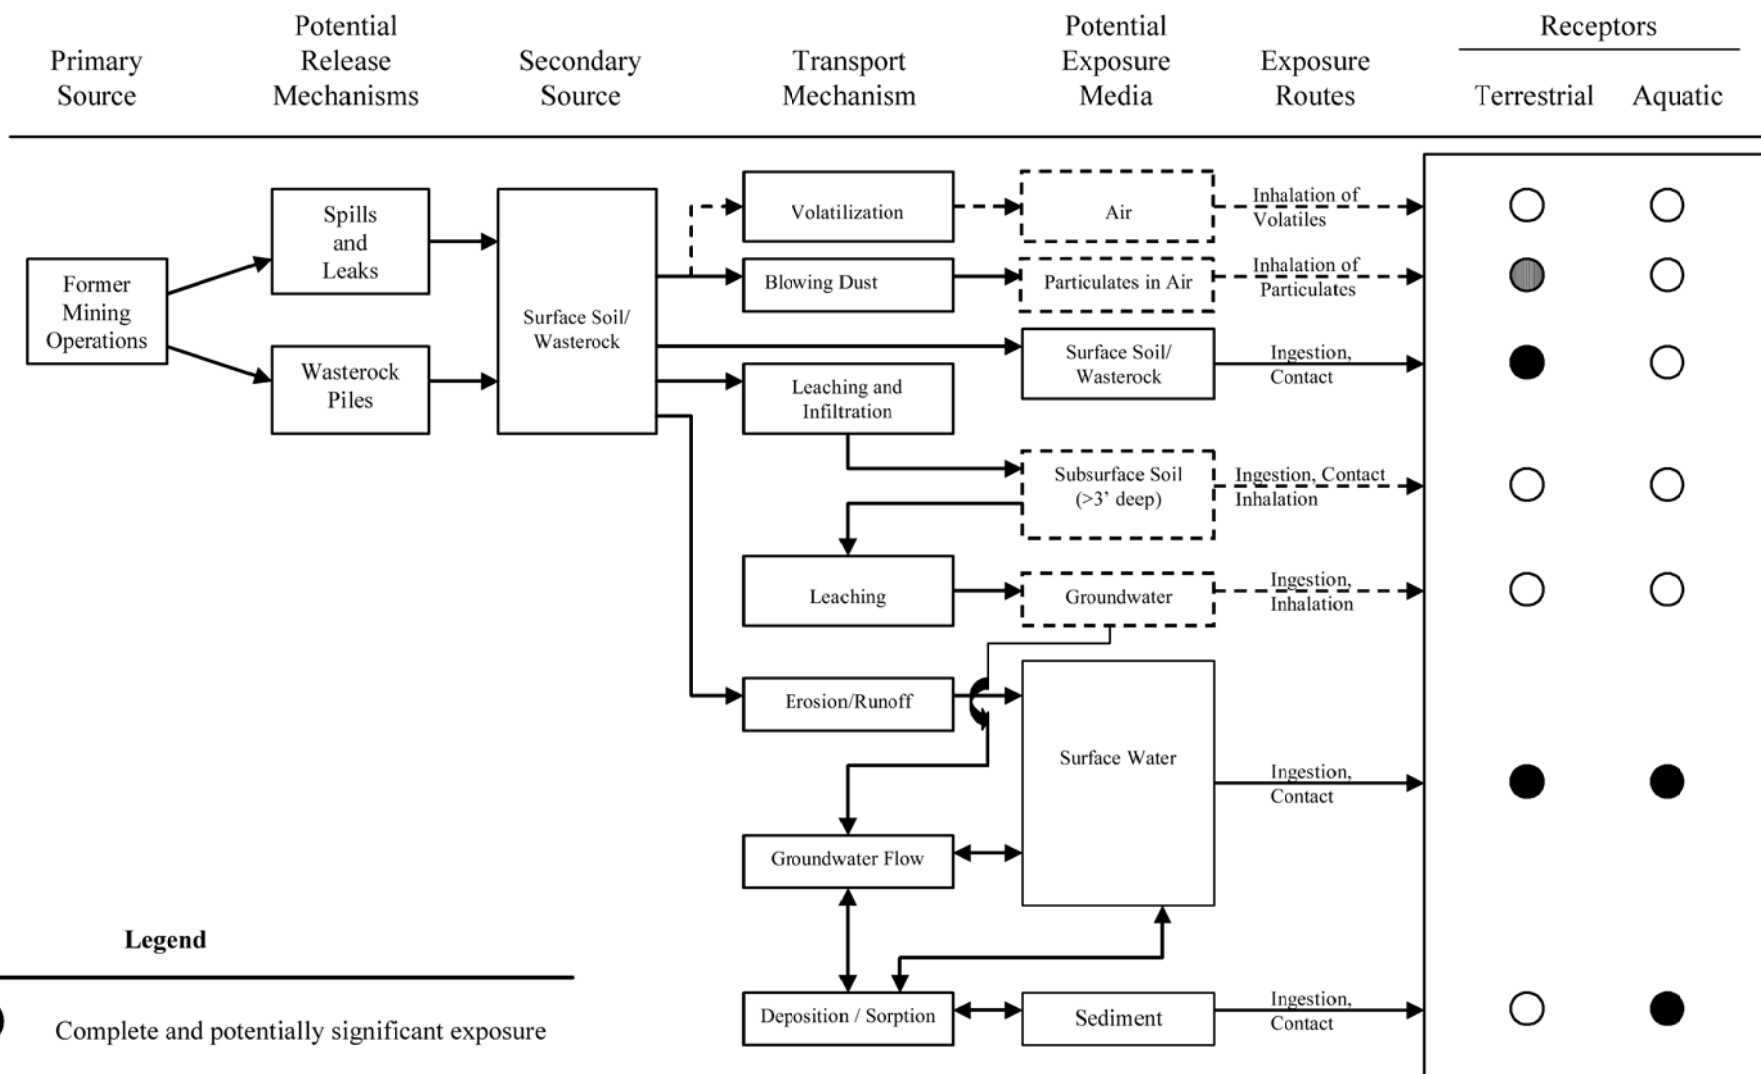 Potential
Potential
Receptors
Primary
Release
Secondary
Transport
Exposure
Exposure
Source
Mechanisms
Source
Mechanism
Media
Routes
Terrestrial
Aquatic
Spills
and
Leaks
Former
Mining
Operations
Wasterock
Piles
Surface Soil/
Wasterock
Volatilization
Air
Inhalation of
Volatiles
Blowing Dust
Particulates in Air
Inhalation of
Particulates
Surface Soil/
Wasterock
Ingestion,
Contact
Leaching and
Infiltration
Subsurface Soil
(>3’ deep)
Ingestion, Contact
Inhalation
Leaching
Groundwater
Ingestion,
Inhalation
Erosion/Runoff
Surface Water
Ingestion,
Contact
Groundwater Flow
Deposition / Sorption
Sediment
Ingestion,
Contact
Legend
Complete and potentially significant exposure